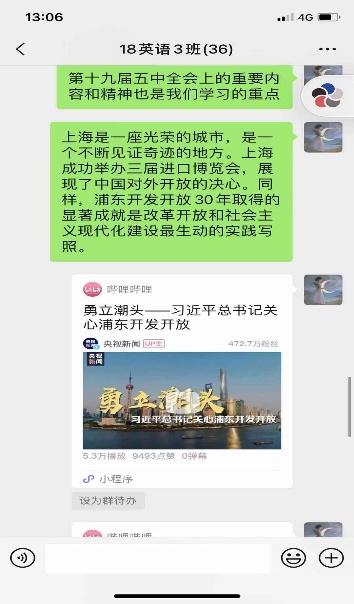 13:06
4G
18英语3班(36)
第十九届五中全会上的重要内
容和精神也是我们学习的重点
上海是一座光荣的城市，是一
个不断见证奇迹的地方。上海
成功举办三届进口博览会，展
现了中国对外开放的决心。同
样，浦东开发开放30年取得的
显著成就是改革开放和社会主
义现代化建设最生动的实践写
照。
哔哩哔哩
勇立潮头——习近平总书记关
心浦东开发开放
央视新闻 UP主 472.7万粉丝
央视
新闻
勇立潮头
习近平总书记关心浦东开发开放
5.3万播放 9493点赞 0弹幕
小程序
设为群待办
哔哩哔哩